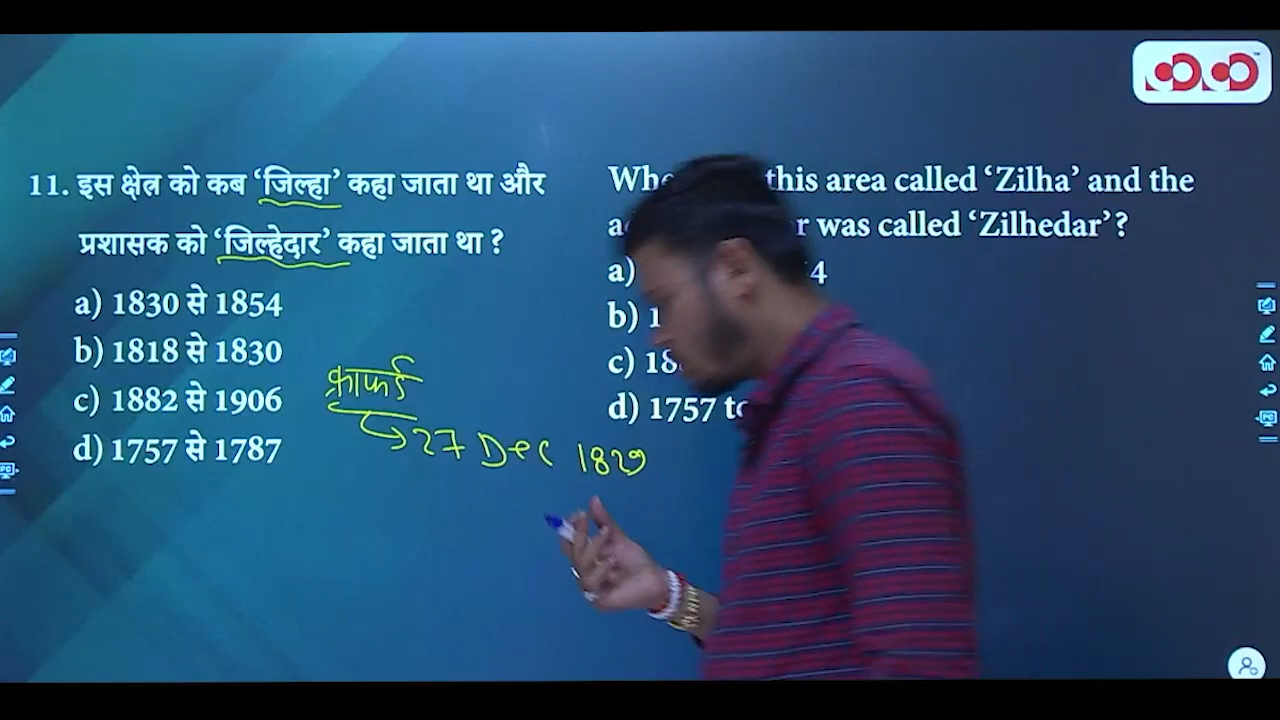 11. इस क्षेत्र को कब ‘जिल्हा’ कहा जाता था और
प्रशासक को ‘जिल्हेदार’ कहा जाता था ?
a) 1830 से 1854
b) 1818 से 1830
c) 1882 से 1906
d) 1757 से 1787
क्राफर्ड
27 Dec 1829
this area called ‘Zilha’ and the
was called ‘Zilhedar’ ?
a)
b)
c)
d) 1757